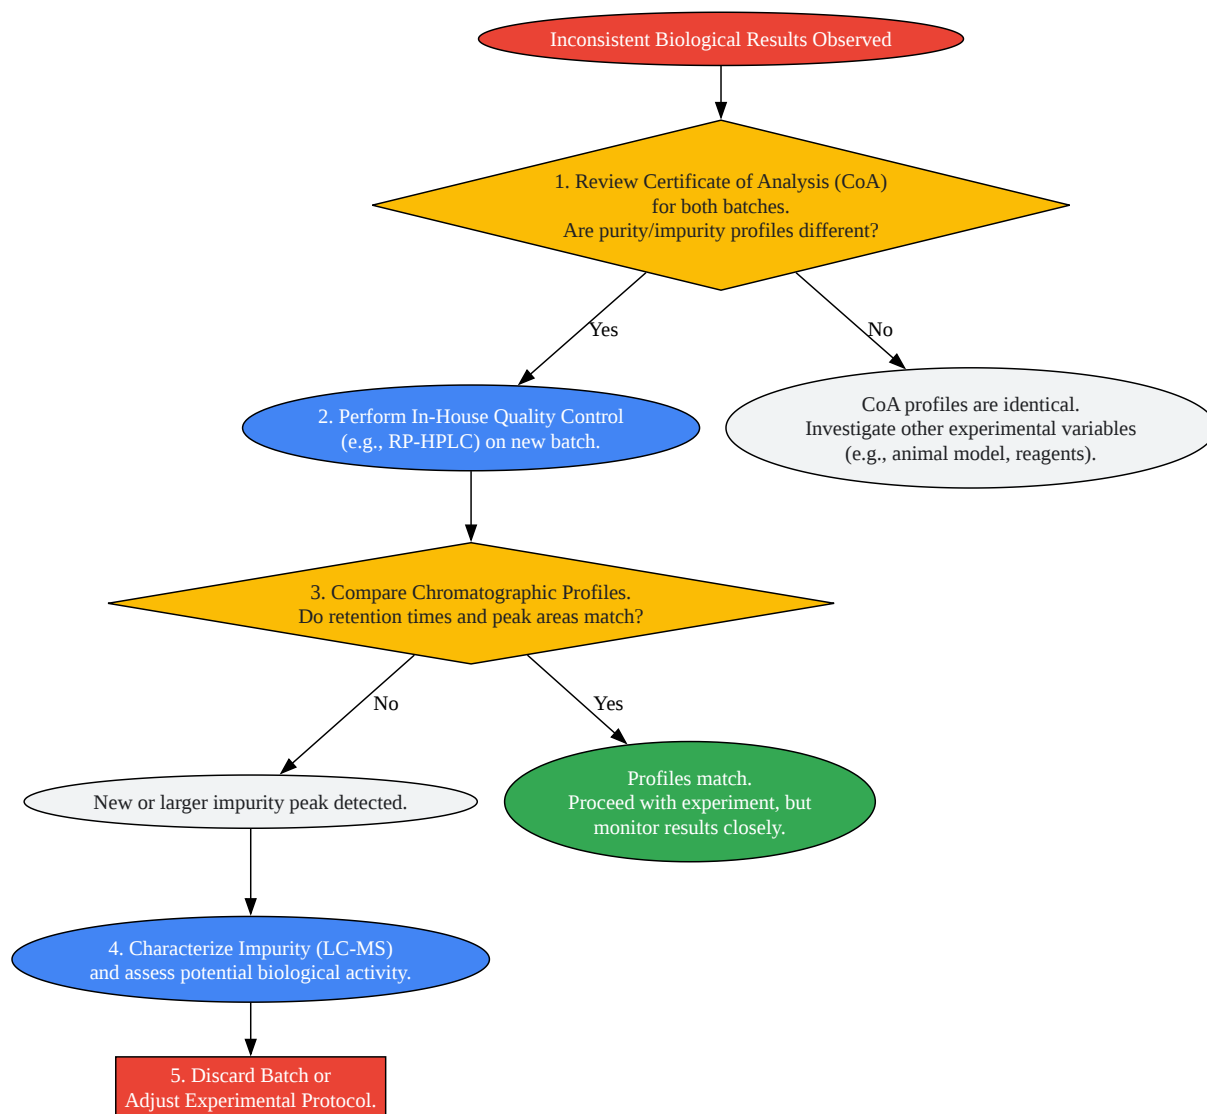 Inconsistent Biological Results Observed
1. Review Certificate of Analysis (CoA)
for both batches.
Are purity/impurity profiles different?
Yes
No
2. Perform In-House Quality Control
(e.g., RP-HPLC) on new batch.
CoA profiles are identical.
Investigate other experimental variables
(e.g., animal model, reagents).
3. Compare Chromatographic Profiles.
Do retention times and peak areas match?
No
Yes
New or larger impurity peak detected.
Profiles match.
Proceed with experiment, but
monitor results closely.
4. Characterize Impurity (LC-MS)
and assess potential biological activity.
5. Discard Batch or
Adjust Experimental Protocol.